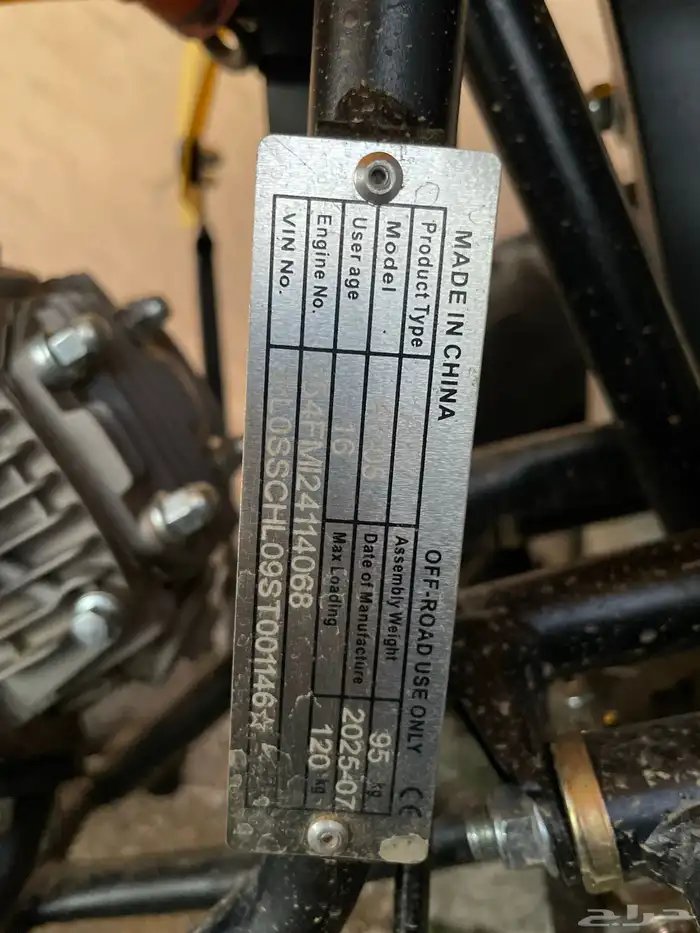 MADE IN CHINA OFF-ROAD USE ONLY CE
Product Type
Model Assembly Weight 95 kg
User age 16 Date of Manufacture 2025-07
Engine No. Max Loading 120 kg
54FMI24114068
VIN No. L0SSCHL09ST001146☆
حراج